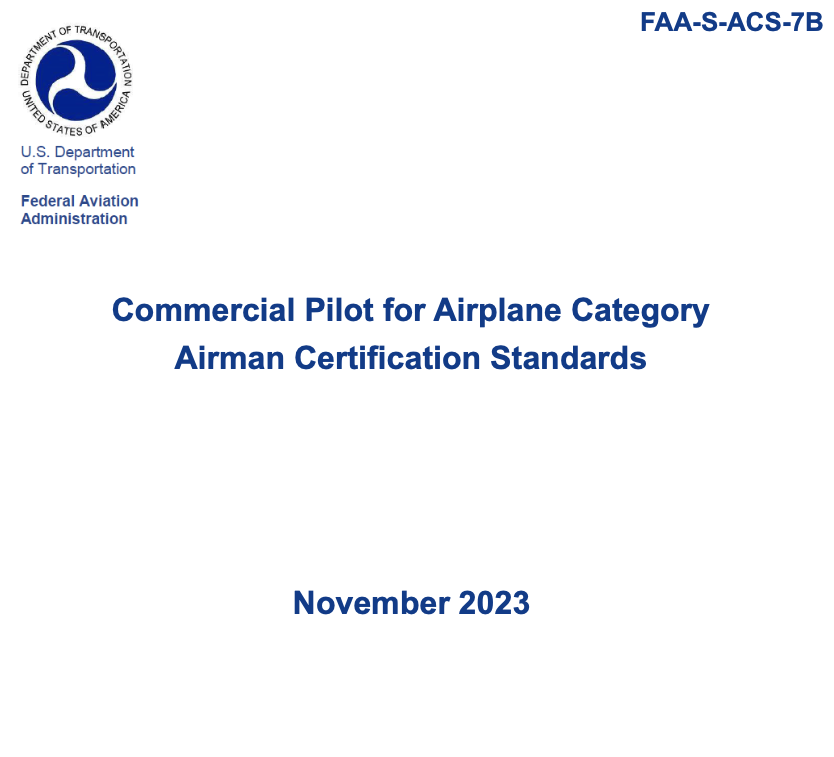 FAA-S-ACS-7B
DEPARTMENT OF TRANSPORTATION
UNITED STATES OF AMERICA
U.S. Department
of Transportation
Federal Aviation
Administration
Commercial Pilot for Airplane Category
Airman Certification Standards
November 2023